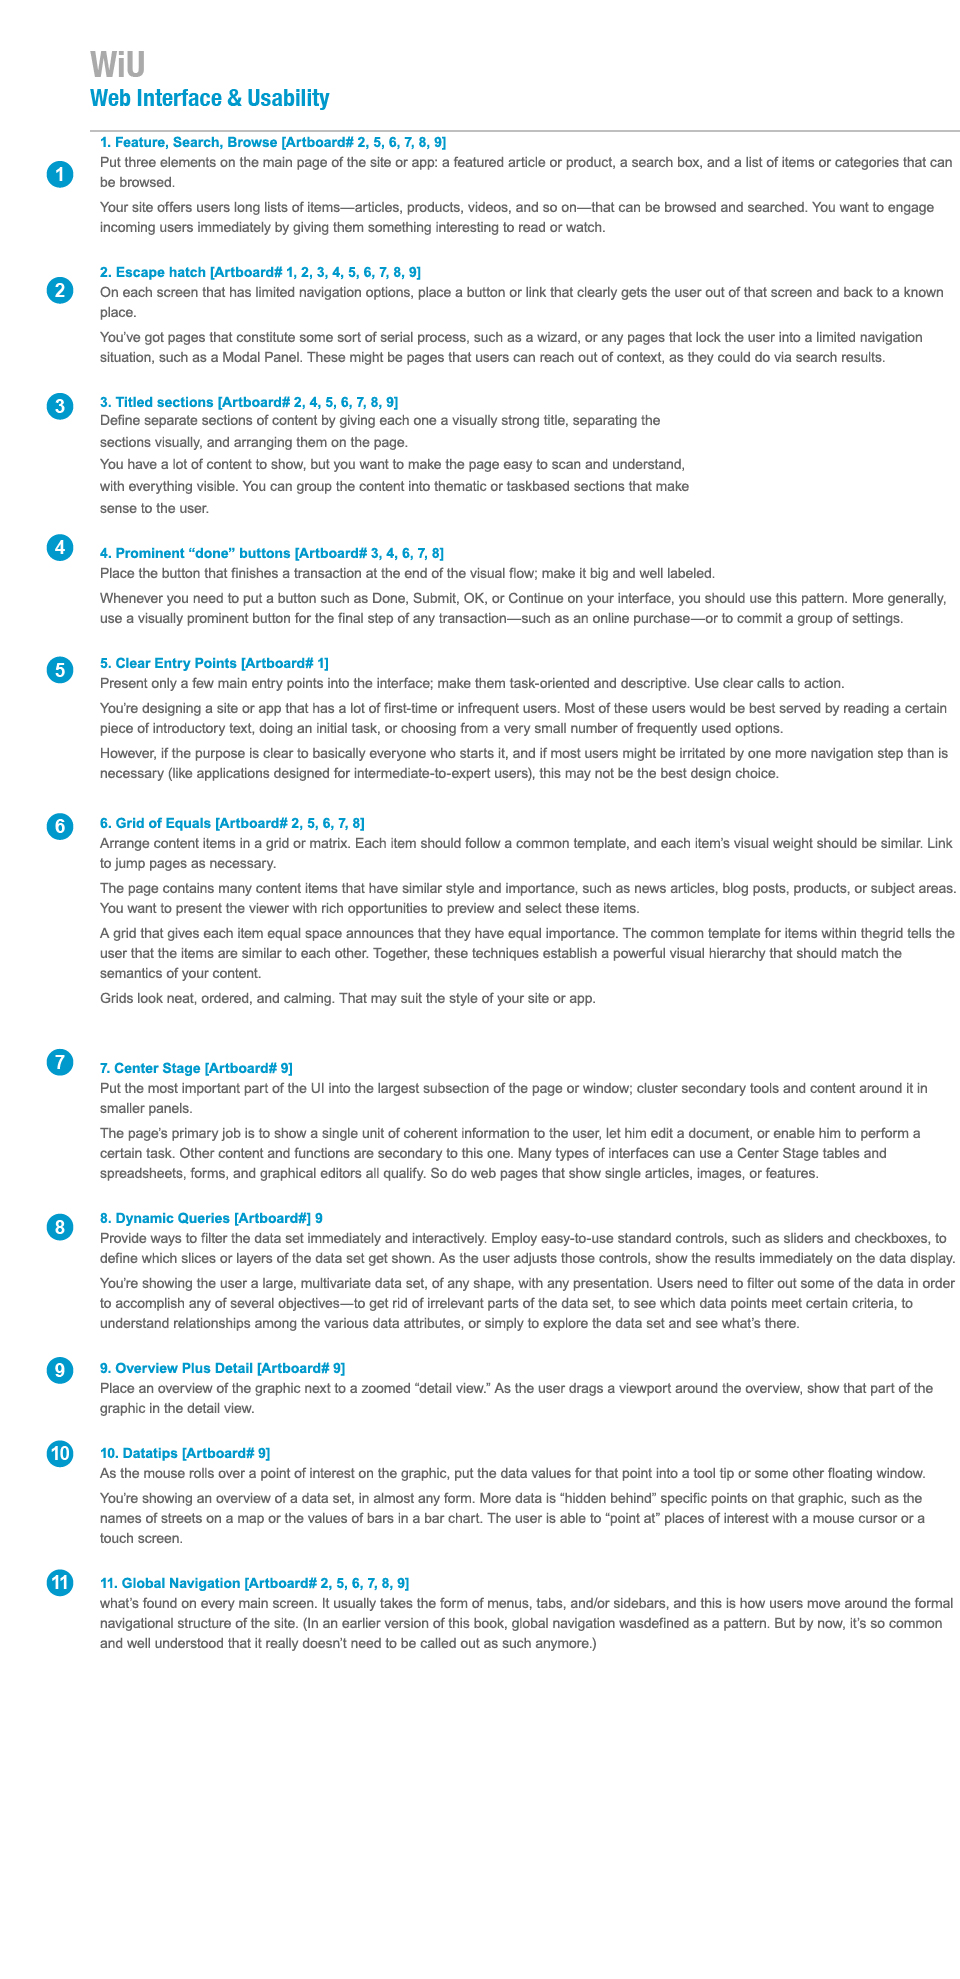 WiU
Web Interface & Usability
1
1. Feature, Search, Browse [Artboard# 2, 5, 6, 7, 8, 9]
Put three elements on the main page of the site or app: a featured article or product, a search box, and a list of items or categories that can
be browsed.
Your site offers users long lists of items—articles, products, videos, and so on—that can be browsed and searched. You want to engage
incoming users immediately by giving them something interesting to read or watch.
2
2. Escape hatch [Artboard# 1, 2, 3, 4, 5, 6, 7, 8, 9]
On each screen that has limited navigation options, place a button or link that clearly gets the user out of that screen and back to a known
place.
You’ve got pages that constitute some sort of serial process, such as a wizard, or any pages that lock the user into a limited navigation
situation, such as a Modal Panel. These might be pages that users can reach out of context, as they could do via search results.
3
3. Titled sections [Artboard# 2, 4, 5, 6, 7, 8, 9]
Define separate sections of content by giving each one a visually strong title, separating the
sections visually, and arranging them on the page.
You have a lot of content to show, but you want to make the page easy to scan and understand,
with everything visible. You can group the content into thematic or taskbased sections that make
sense to the user.
4
4. Prominent “done” buttons [Artboard# 3, 4, 6, 7, 8]
Place the button that finishes a transaction at the end of the visual flow; make it big and well labeled.
Whenever you need to put a button such as Done, Submit, OK, or Continue on your interface, you should use this pattern. More generally,
use a visually prominent button for the final step of any transaction—such as an online purchase—or to commit a group of settings.
5
5. Clear Entry Points [Artboard# 1]
Present only a few main entry points into the interface; make them task-oriented and descriptive. Use clear calls to action.
You’re designing a site or app that has a lot of first-time or infrequent users. Most of these users would be best served by reading a certain
piece of introductory text, doing an initial task, or choosing from a very small number of frequently used options.
However, if the purpose is clear to basically everyone who starts it, and if most users might be irritated by one more navigation step than is
necessary (like applications designed for intermediate-to-expert users), this may not be the best design choice.
6
6. Grid of Equals [Artboard# 2, 5, 6, 7, 8]
Arrange content items in a grid or matrix. Each item should follow a common template, and each item’s visual weight should be similar. Link
to jump pages as necessary.
The page contains many content items that have similar style and importance, such as news articles, blog posts, products, or subject areas.
You want to present the viewer with rich opportunities to preview and select these items.
A grid that gives each item equal space announces that they have equal importance. The common template for items within thegrid tells the
user that the items are similar to each other. Together, these techniques establish a powerful visual hierarchy that should match the
semantics of your content.
Grids look neat, ordered, and calming. That may suit the style of your site or app.
7
7. Center Stage [Artboard# 9]
Put the most important part of the UI into the largest subsection of the page or window; cluster secondary tools and content around it in
smaller panels.
The page’s primary job is to show a single unit of coherent information to the user, let him edit a document, or enable him to perform a
certain task. Other content and functions are secondary to this one. Many types of interfaces can use a Center Stage tables and
spreadsheets, forms, and graphical editors all qualify. So do web pages that show single articles, images, or features.
8
8. Dynamic Queries [Artboard#] 9
Provide ways to filter the data set immediately and interactively. Employ easy-to-use standard controls, such as sliders and checkboxes, to
define which slices or layers of the data set get shown. As the user adjusts those controls, show the results immediately on the data display.
You’re showing the user a large, multivariate data set, of any shape, with any presentation. Users need to filter out some of the data in order
to accomplish any of several objectives—to get rid of irrelevant parts of the data set, to see which data points meet certain criteria, to
understand relationships among the various data attributes, or simply to explore the data set and see what’s there.
9
9. Overview Plus Detail [Artboard# 9]
Place an overview of the graphic next to a zoomed “detail view.” As the user drags a viewport around the overview, show that part of the
graphic in the detail view.
10
10. Datatips [Artboard# 9]
As the mouse rolls over a point of interest on the graphic, put the data values for that point into a tool tip or some other floating window.
You’re showing an overview of a data set, in almost any form. More data is “hidden behind” specific points on that graphic, such as the
names of streets on a map or the values of bars in a bar chart. The user is able to “point at” places of interest with a mouse cursor or a
touch screen.
11
11. Global Navigation [Artboard# 2, 5, 6, 7, 8, 9]
what’s found on every main screen. It usually takes the form of menus, tabs, and/or sidebars, and this is how users move around the formal
navigational structure of the site. (In an earlier version of this book, global navigation wasdefined as a pattern. But by now, it’s so common
and well understood that it really doesn’t need to be called out as such anymore.)